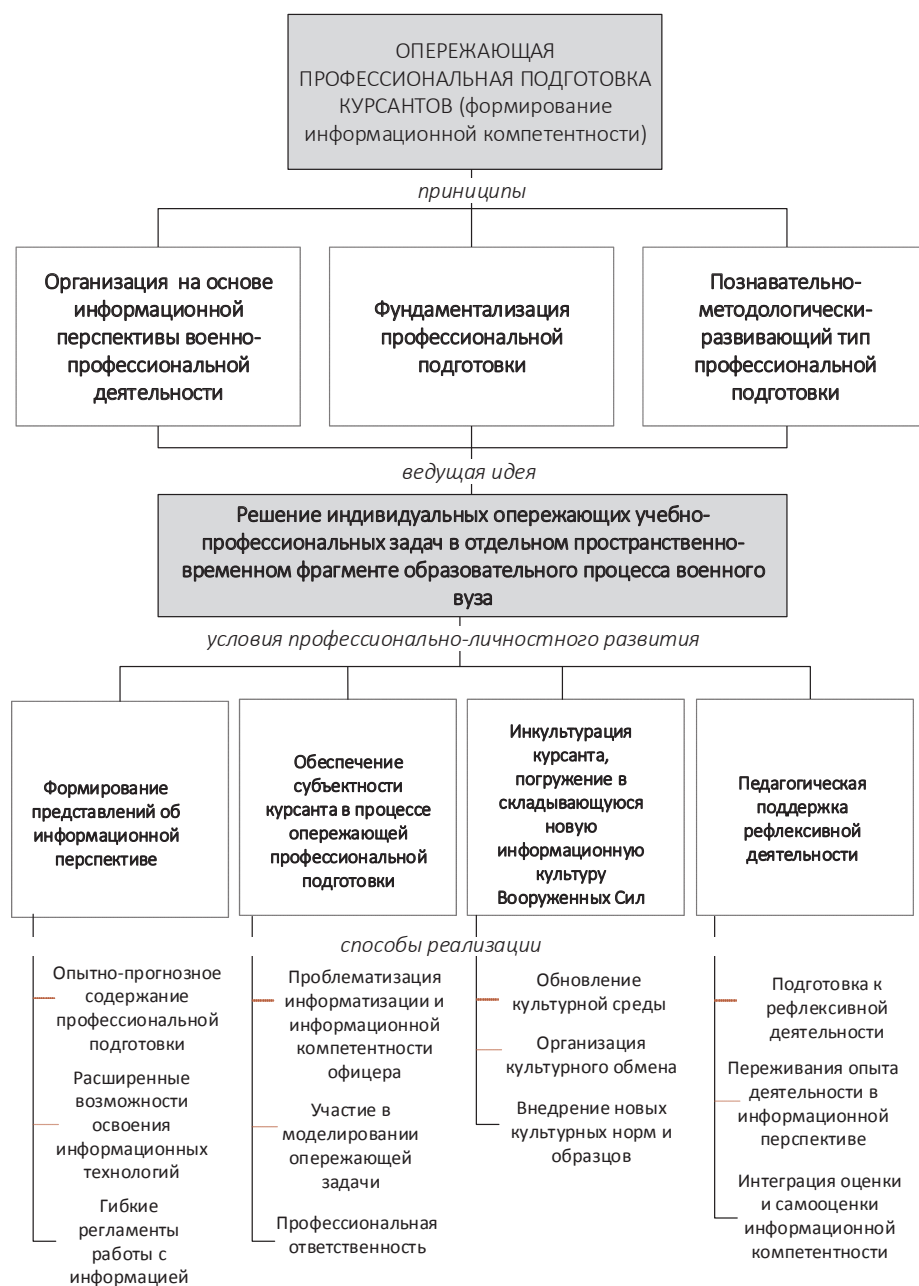 ОПЕРЕЖАЮЩАЯ
ПРОФЕССИОНАЛЬНАЯ ПОДГОТОВКА
КУРСАНТОВ (формирование
информационной компетентности)
приниципы
Организация на основе
информационной
перспективы военно-
профессиональной
деятельности
Фундаментализация
профессиональной
подготовки
Познавательно-
методологически-
развивающий тип
профессиональной
подготовки
ведущая идея
Решение индивидуальных опережающих учебно-
профессиональных задач в отдельном пространственно-
временном фрагменте образовательного процесса военного
вуза
условия профессионально-личностного развития
Формирование
представлений об
информационной
перспективе
Обеспечение
субъектности
курсанта в процессе
опережающей
профессиональной
подготовки
Инкультурация
курсанта,
погружение в
складывающуюся
новую
информационную
культуру
Вооруженных Сил
Педагогическая
поддержка
рефлексивной
деятельности
способы реализации
Опытно-прогнозное
содержание
профессиональной
подготовки
Расширенные
возможности
освоения
информационных
технологий
Гибкие
регламенты
работы с
информацией
Проблематизация
информатизации и
информационной
компетентности
офицера
Участие в
моделировании
опережающей
задачи
Профессиональная
ответственность
Обновление
культурной среды
Организация
культурного обмена
Внедрение новых
культурных норм и
образцов
Подготовка к
рефлексивной
деятельности
Переживания опыта
деятельности в
информационной
перспективе
Интеграция оценки
и самооценки
информационной
компетентности